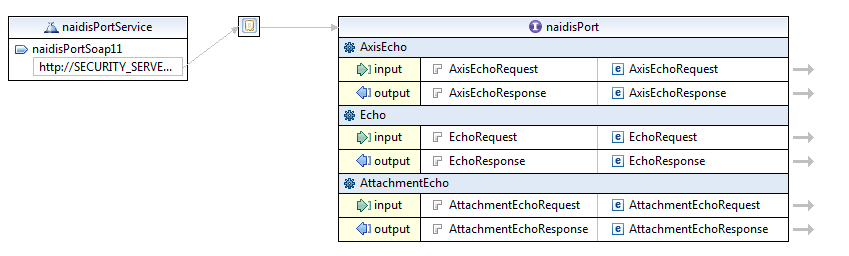 naidisPortService
naidisPortSoap11
http://SECURITY_SERVE...
naidisPort
AxisEcho
input AxisEchoRequest AxisEchoRequest
output AxisEchoResponse AxisEchoResponse
Echo
input EchoRequest EchoRequest
output EchoResponse EchoResponse
AttachmentEcho
input AttachmentEchoRequest AttachmentEchoRequest
output AttachmentEchoResponse AttachmentEchoResponse